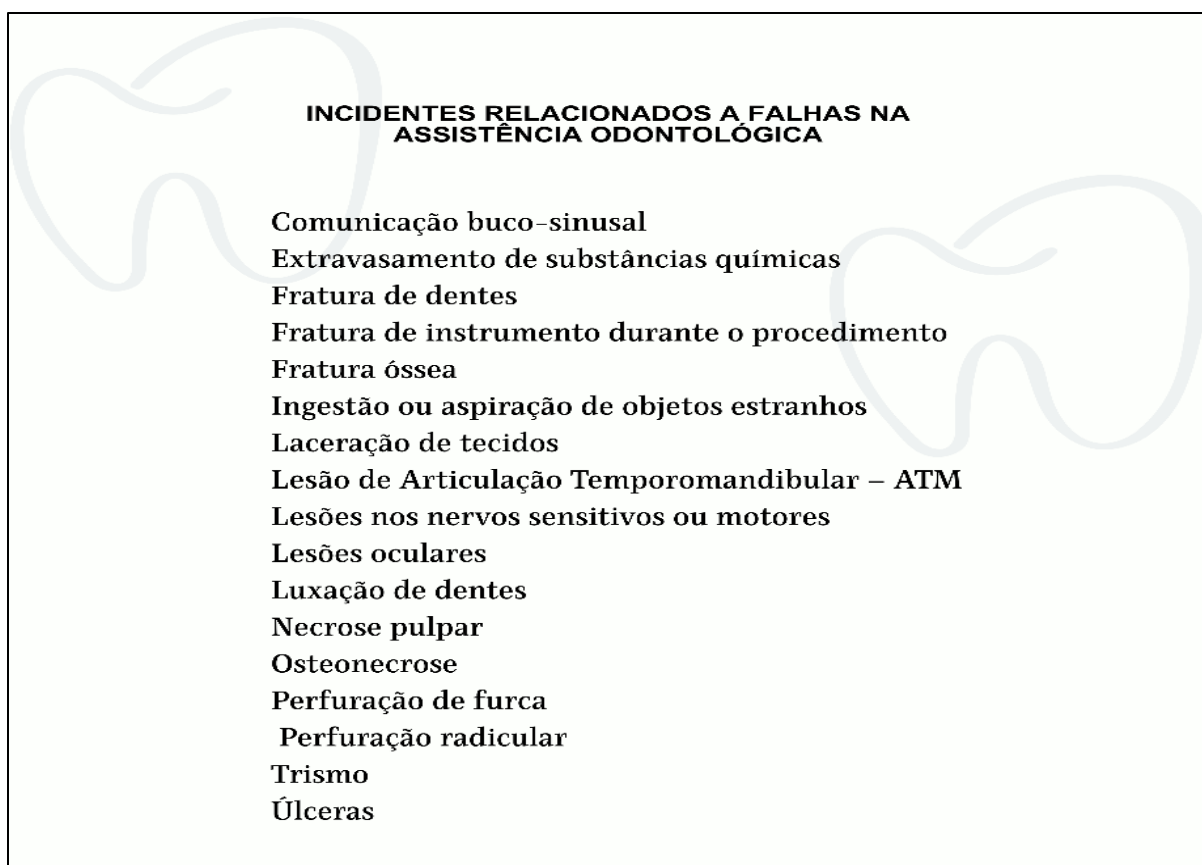 INCIDENTES RELACIONADOS A FALHAS NA
ASSISTÊNCIA ODONTOLÓGICA
Comunicação buco-sinusal
Extravasamento de substâncias químicas
Fratura de dentes
Fratura de instrumento durante o procedimento
Fratura óssea
Ingestão ou aspiração de objetos estranhos
Laceração de tecidos
Lesão de Articulação Temporomandibular – ATM
Lesões nos nervos sensitivos ou motores
Lesões oculares
Luxação de dentes
Necrose pulpar
Osteonecrose
Perfuração de furca
Perfuração radicular
Trismo
Úlceras